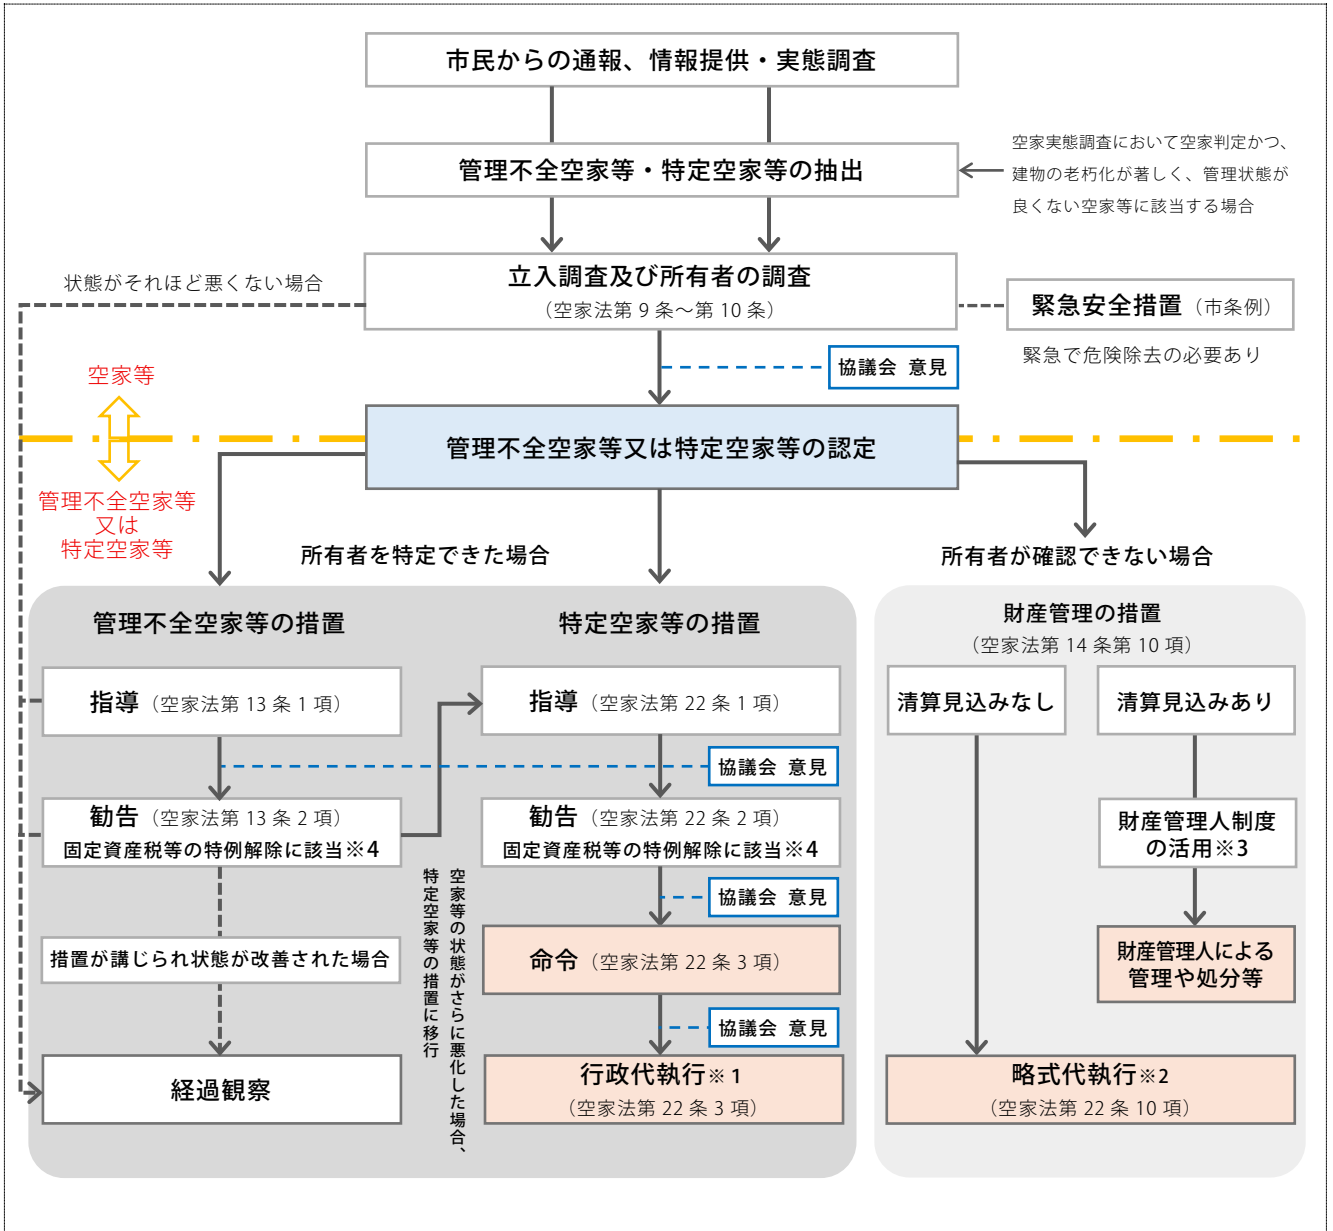 市民からの通報、情報提供・実態調査
管理不全空家等・特定空家等の抽出
空家実態調査において空家判定かつ、
建物の老朽化が著しく、管理状態が
良くない空家等に該当する場合
立入調査及び所有者の調査
（空家法第 9 条～第 10 条）
状態がそれほど悪くない場合
緊急安全措置（市条例）
緊急で危険除去の必要あり
協議会 意見
空家等
管理不全空家等又は特定空家等の認定
管理不全空家等
又は
特定空家等
所有者を特定できた場合
所有者が確認できない場合
管理不全空家等の措置
特定空家等の措置
財産管理の措置
（空家法第 14 条第 10 項）
指導（空家法第 13 条 1 項）
指導（空家法第 22 条 1 項）
清算見込みなし
清算見込みあり
協議会 意見
勧告（空家法第 13 条 2 項）
固定資産税等の特例解除に該当※4
勧告（空家法第 22 条 2 項）
固定資産税等の特例解除に該当※4
財産管理人制度
の活用※3
空家等の状態がさらに悪化した場合、
特定空家等の措置に移行
協議会 意見
措置が講じられ状態が改善された場合
命令（空家法第 22 条 3 項）
財産管理人による
管理や処分等
協議会 意見
経過観察
行政代執行※ 1
（空家法第 22 条 3 項）
略式代執行※2
（空家法第 22 条 10 項）